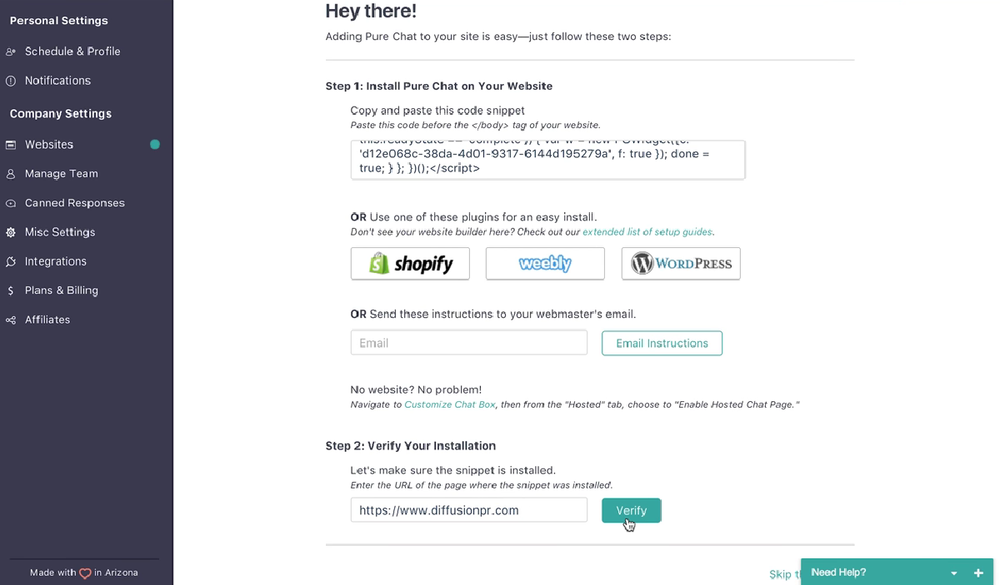 Personal Settings
Schedule & Profile
Notifications
Company Settings
Websites
Manage Team
Canned Responses
Misc Settings
Integrations
Plans & Billing
Affiliates
Made with in Arizona
Hey there!
Adding Pure Chat to your site is easy—just follow these two steps:
Step 1: Install Pure Chat on Your Website
Copy and paste this code snippet
Paste this code before the </body> tag of your website.
'd12e068c-38da-4d01-9317-6144d195279a", f: true }); done =
true; } }; })();</script>
OR Use one of these plugins for an easy install.
Don't see your website builder here? Check out our extended list of setup guides.
shopify weebly WORDPRESS
OR Send these instructions to your webmaster's email.
Email Email Instructions
No website? No problem!
Navigate to Customize Chat Box, then from the "Hosted" tab, choose to "Enable Hosted Chat Page."
Step 2: Verify Your Installation
Let's make sure the snippet is installed.
Enter the URL of the page where the snippet was installed.
https://www.diffusionpr.com Verify
Skip
Need Help?